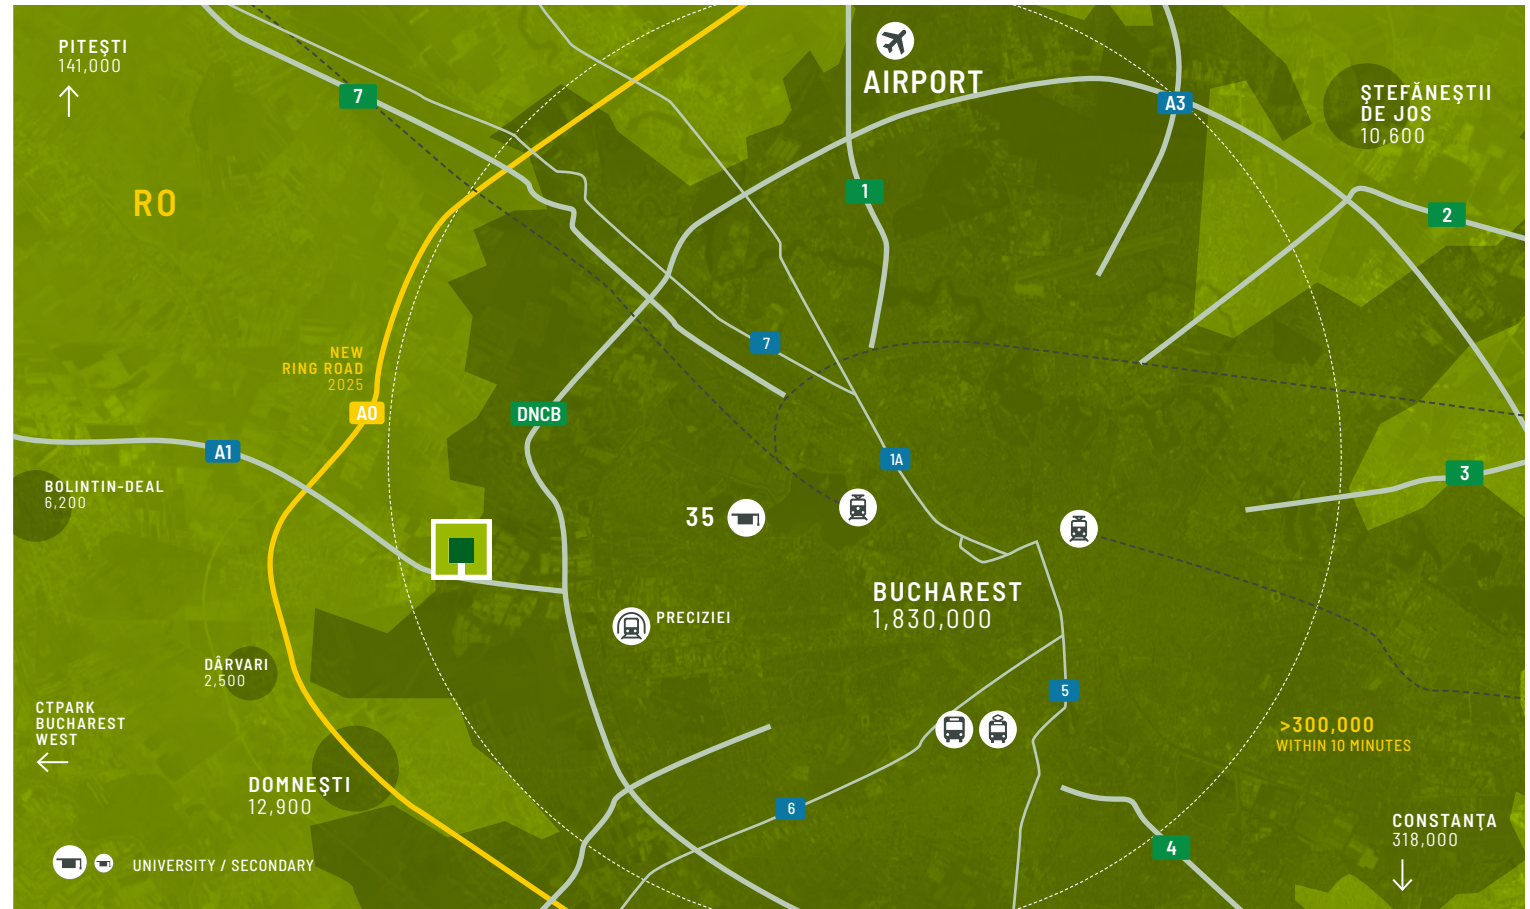 PITEŞTI
141,000
7
AIRPORT
A3
ŞTEFĂNEŞTII
DE JOS
10,600
RO
1
2
NEW
RING ROAD
2025
7
A0
DNCB
A1
1A
3
BOLINTIN-DEAL
6,200
35
BUCHAREST
1,830,000
PRECIZIEI
DÂRVARI
2,500
5
CTPARK
BUCHAREST
WEST
>300,000
WITHIN 10 MINUTES
DOMNEŞTI
12,900
6
CONSTANŢA
318,000
4
UNIVERSITY / SECONDARY